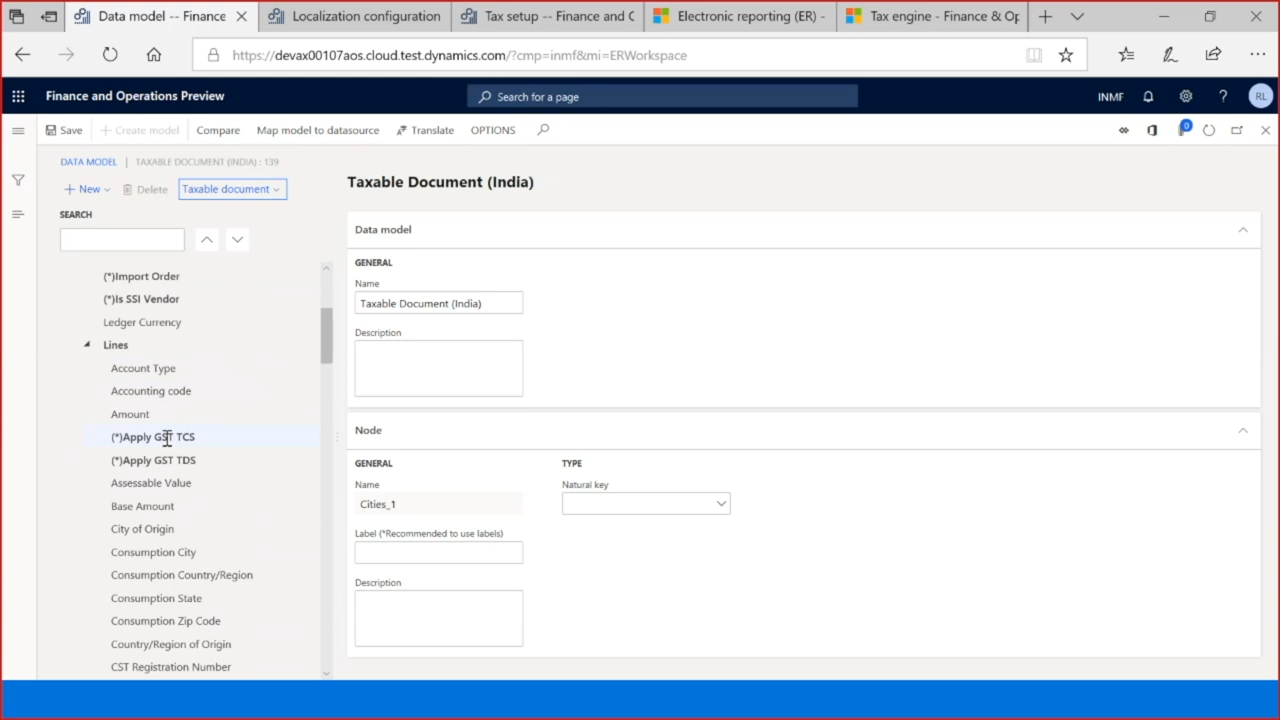 Data model -- Finance
Localization configuration
Tax setup -- Finance and C
Electronic reporting (ER) -
Tax engine - Finance & Op
https://devax00107aos.cloud.test.dynamics.com/?cmp=inmf&mi=ERWorkspace
Finance and Operations Preview
Search for a page
INMF
?
RL
Save
Create model
Compare
Map model to datasource
Translate
OPTIONS
0
DATA MODEL | TAXABLE DOCUMENT (INDIA) : 139
New
Delete
Taxable document
SEARCH
(*)Import Order
(*)Is SSI Vendor
Ledger Currency
Lines
Account Type
Accounting code
Amount
(*)Apply GST TCS
(*)Apply GST TDS
Assessable Value
Base Amount
City of Origin
Consumption City
Consumption Country/Region
Consumption State
Consumption Zip Code
Country/Region of Origin
CST Registration Number
Taxable Document (India)
Data model
GENERAL
Name
Taxable Document (India)
Description
Node
GENERAL
Name
Cities_1
Label (*Recommended to use labels)
Description
TYPE
Natural key